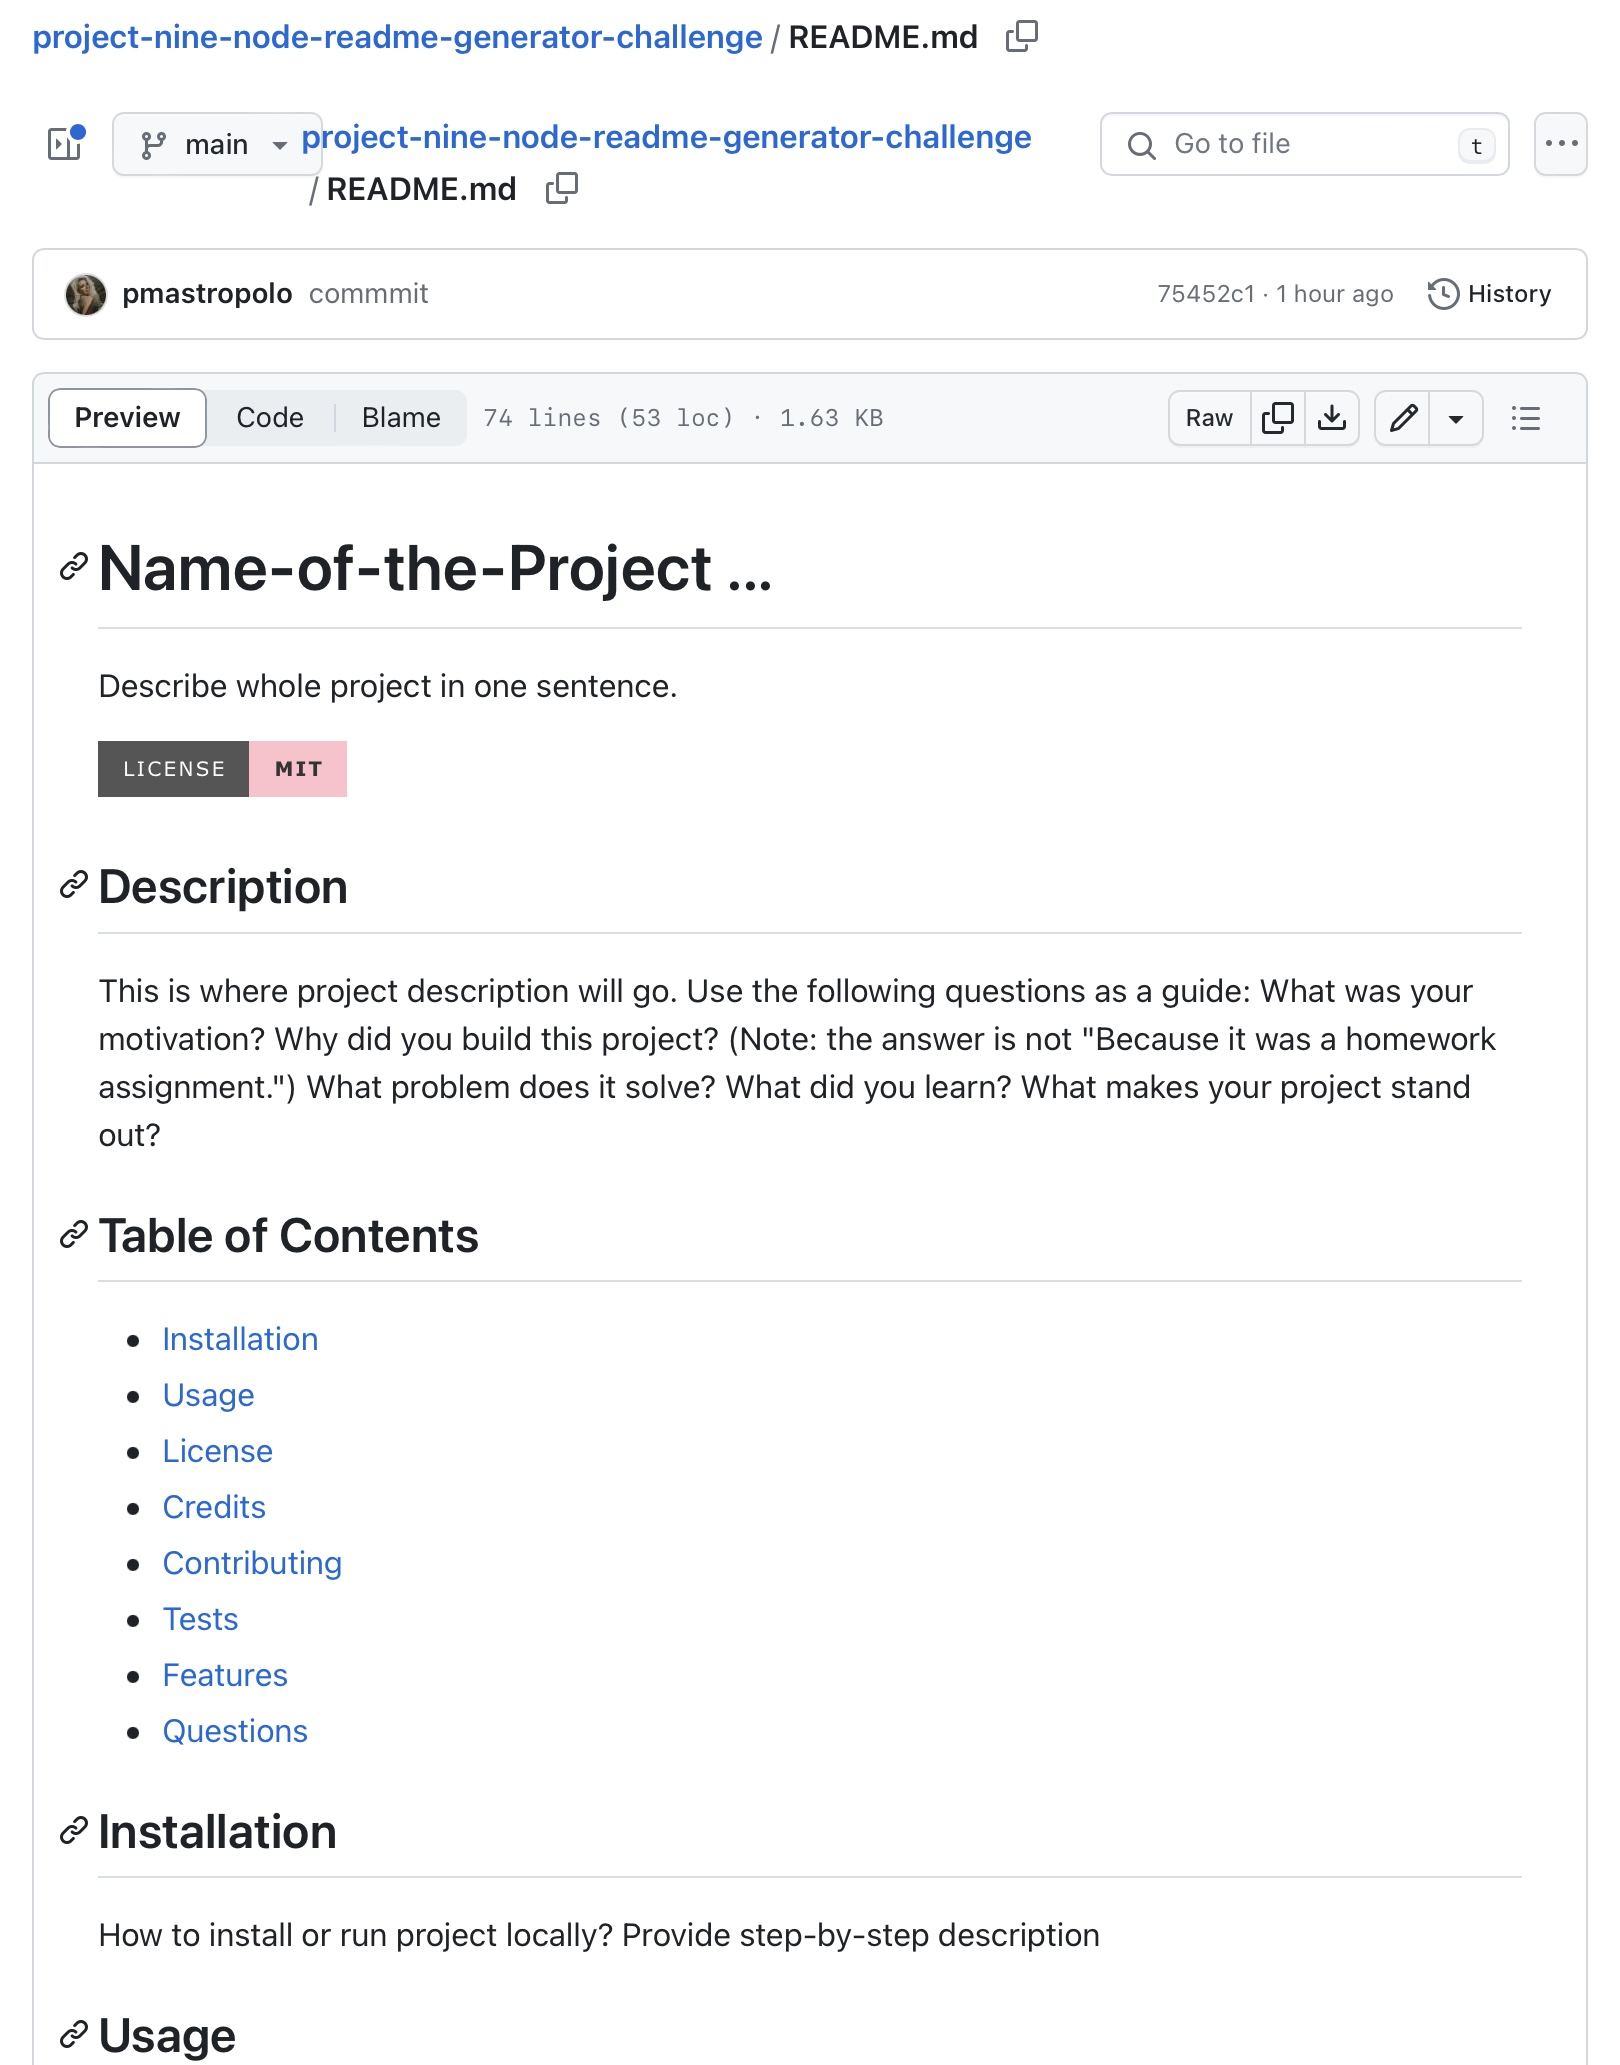 project-nine-node-readme-generator-challenge / README.md
main
project-nine-node-readme-generator-challenge
/ README.md
Go to file
t
pmastropolo commmit
75452c1 · 1 hour ago
History
Preview
Code
Blame
74 lines (53 loc) · 1.63 KB
Raw
Name-of-the-Project ...
Describe whole project in one sentence.
LICENSE MIT
Description
This is where project description will go. Use the following questions as a guide: What was your
motivation? Why did you build this project? (Note: the answer is not "Because it was a homework
assignment.") What problem does it solve? What did you learn? What makes your project stand
out?
Table of Contents
Installation
Usage
License
Credits
Contributing
Tests
Features
Questions
Installation
How to install or run project locally? Provide step-by-step description
Usage